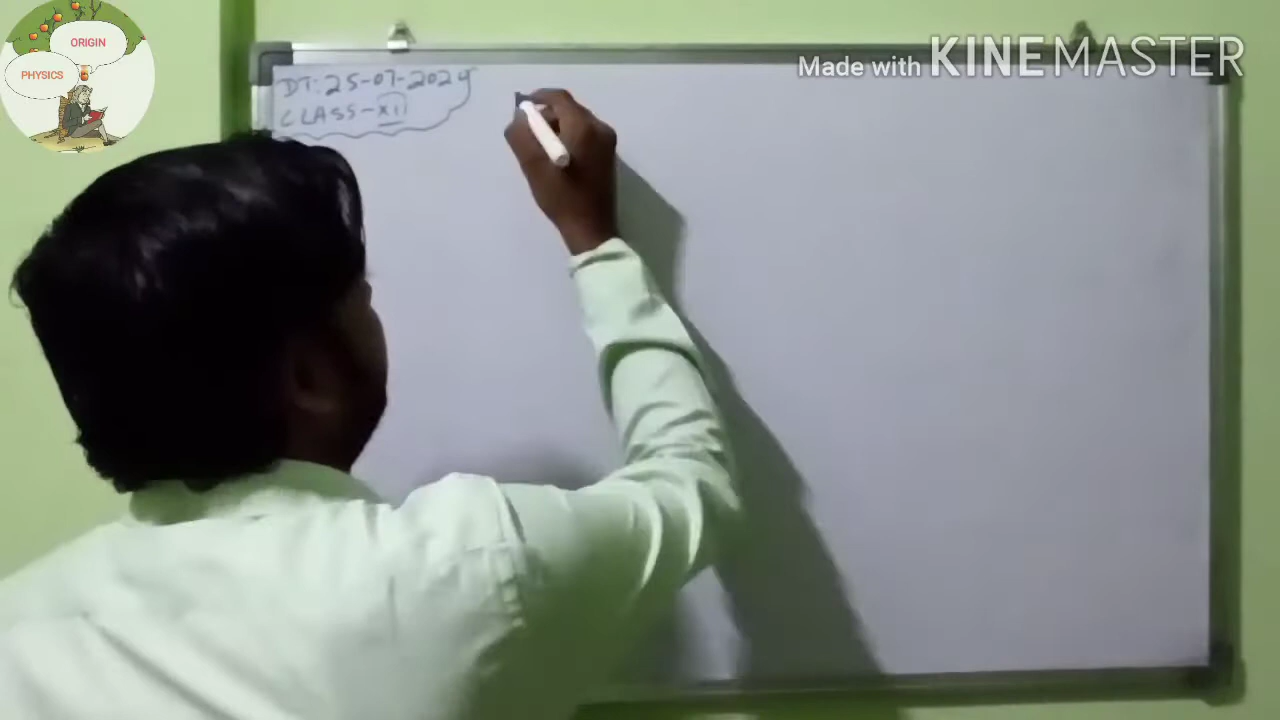 ORIGIN
PHYSICS
Made with KINEMASTER
DT: 25-07-2024
CLASS-XII